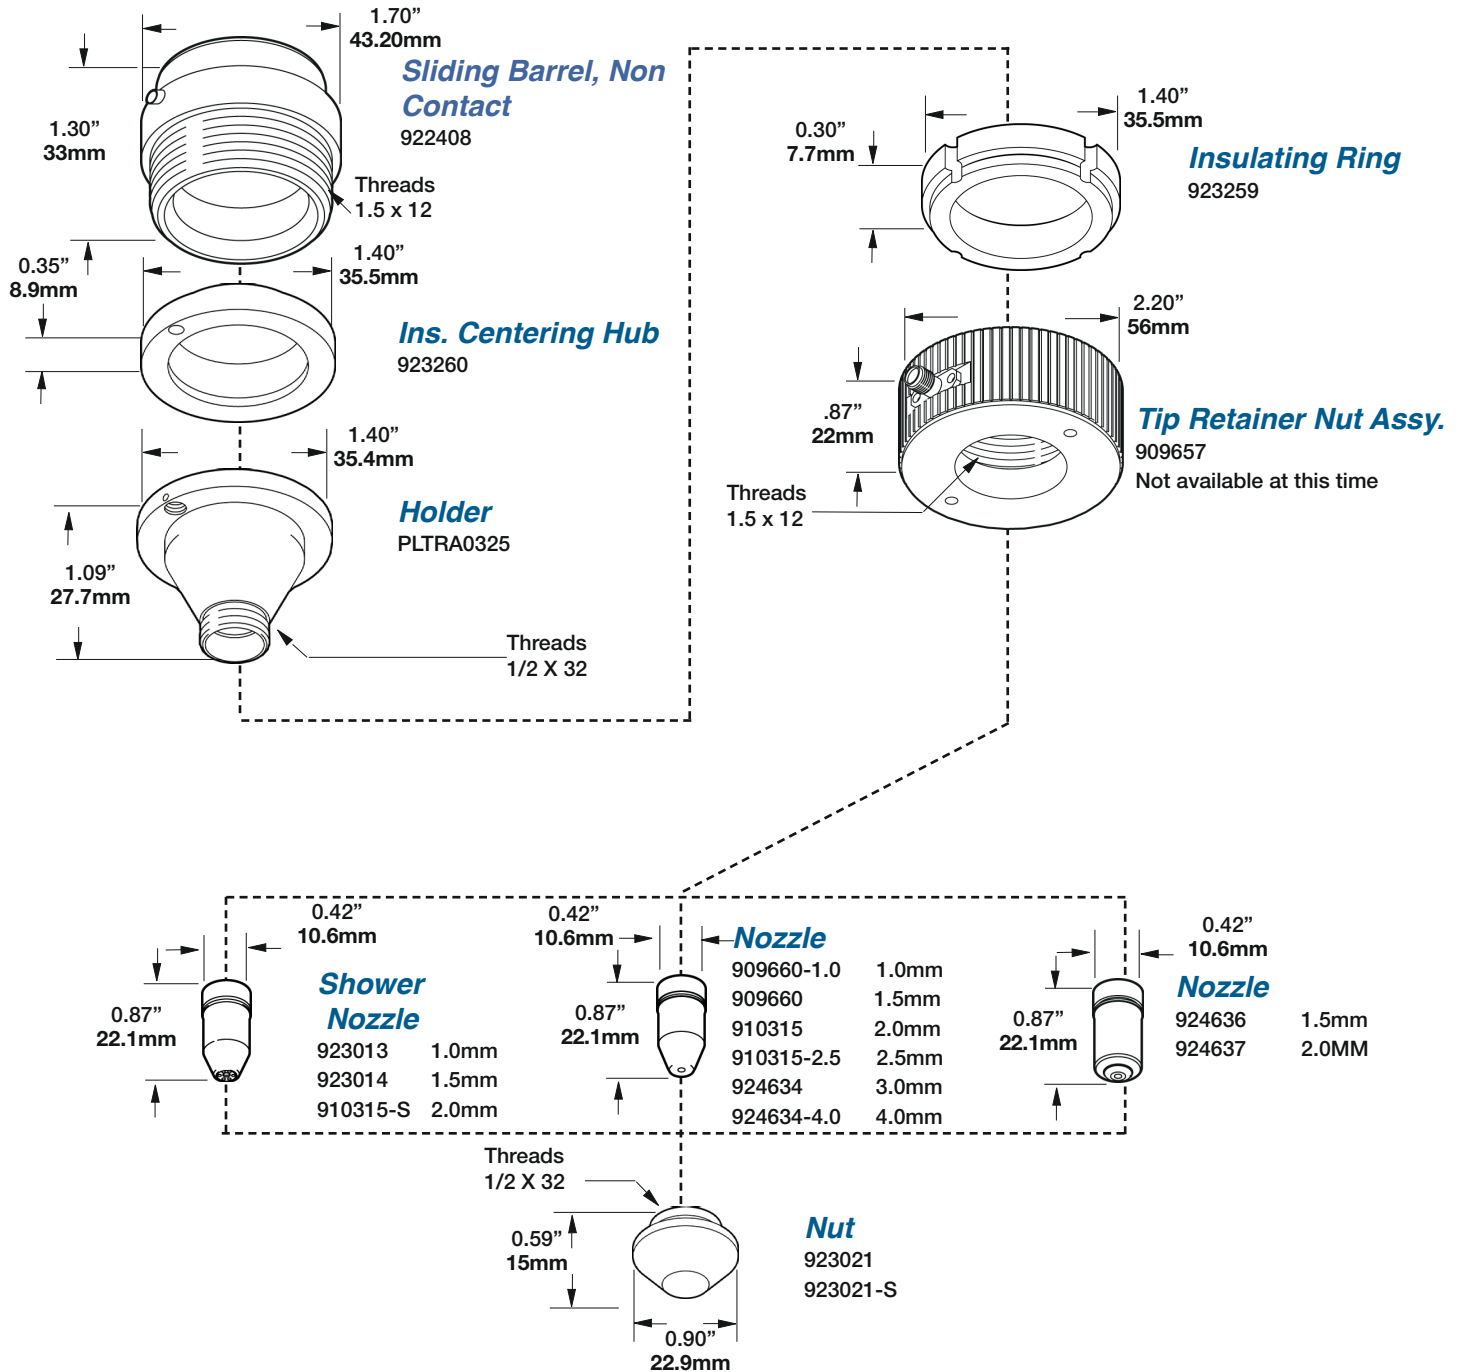 1.70”
43.20mm
Sliding Barrel, Non
Contact
922408
1.30”
33mm
Threads
1.5 x 12
0.35”
8.9mm
1.40”
35.5mm
Ins. Centering Hub
923260
1.40”
35.4mm
Holder
PLTRA0325
1.09”
27.7mm
Threads
1/2 X 32
0.30”
7.7mm
1.40”
35.5mm
Insulating Ring
923259
2.20”
56mm
.87”
22mm
Tip Retainer Nut Assy.
909657
Not available at this time
Threads
1.5 x 12
0.42”
10.6mm
0.87”
22.1mm
Shower
Nozzle
923013 1.0mm
923014 1.5mm
910315-S 2.0mm
0.42”
10.6mm
0.87”
22.1mm
Nozzle
909660-1.0 1.0mm
909660 1.5mm
910315 2.0mm
910315-2.5 2.5mm
924634 3.0mm
924634-4.0 4.0mm
0.42”
10.6mm
0.87”
22.1mm
Nozzle
924636 1.5mm
924637 2.0MM
Threads
1/2 X 32
0.59”
15mm
Nut
923021
923021-S
0.90”
22.9mm